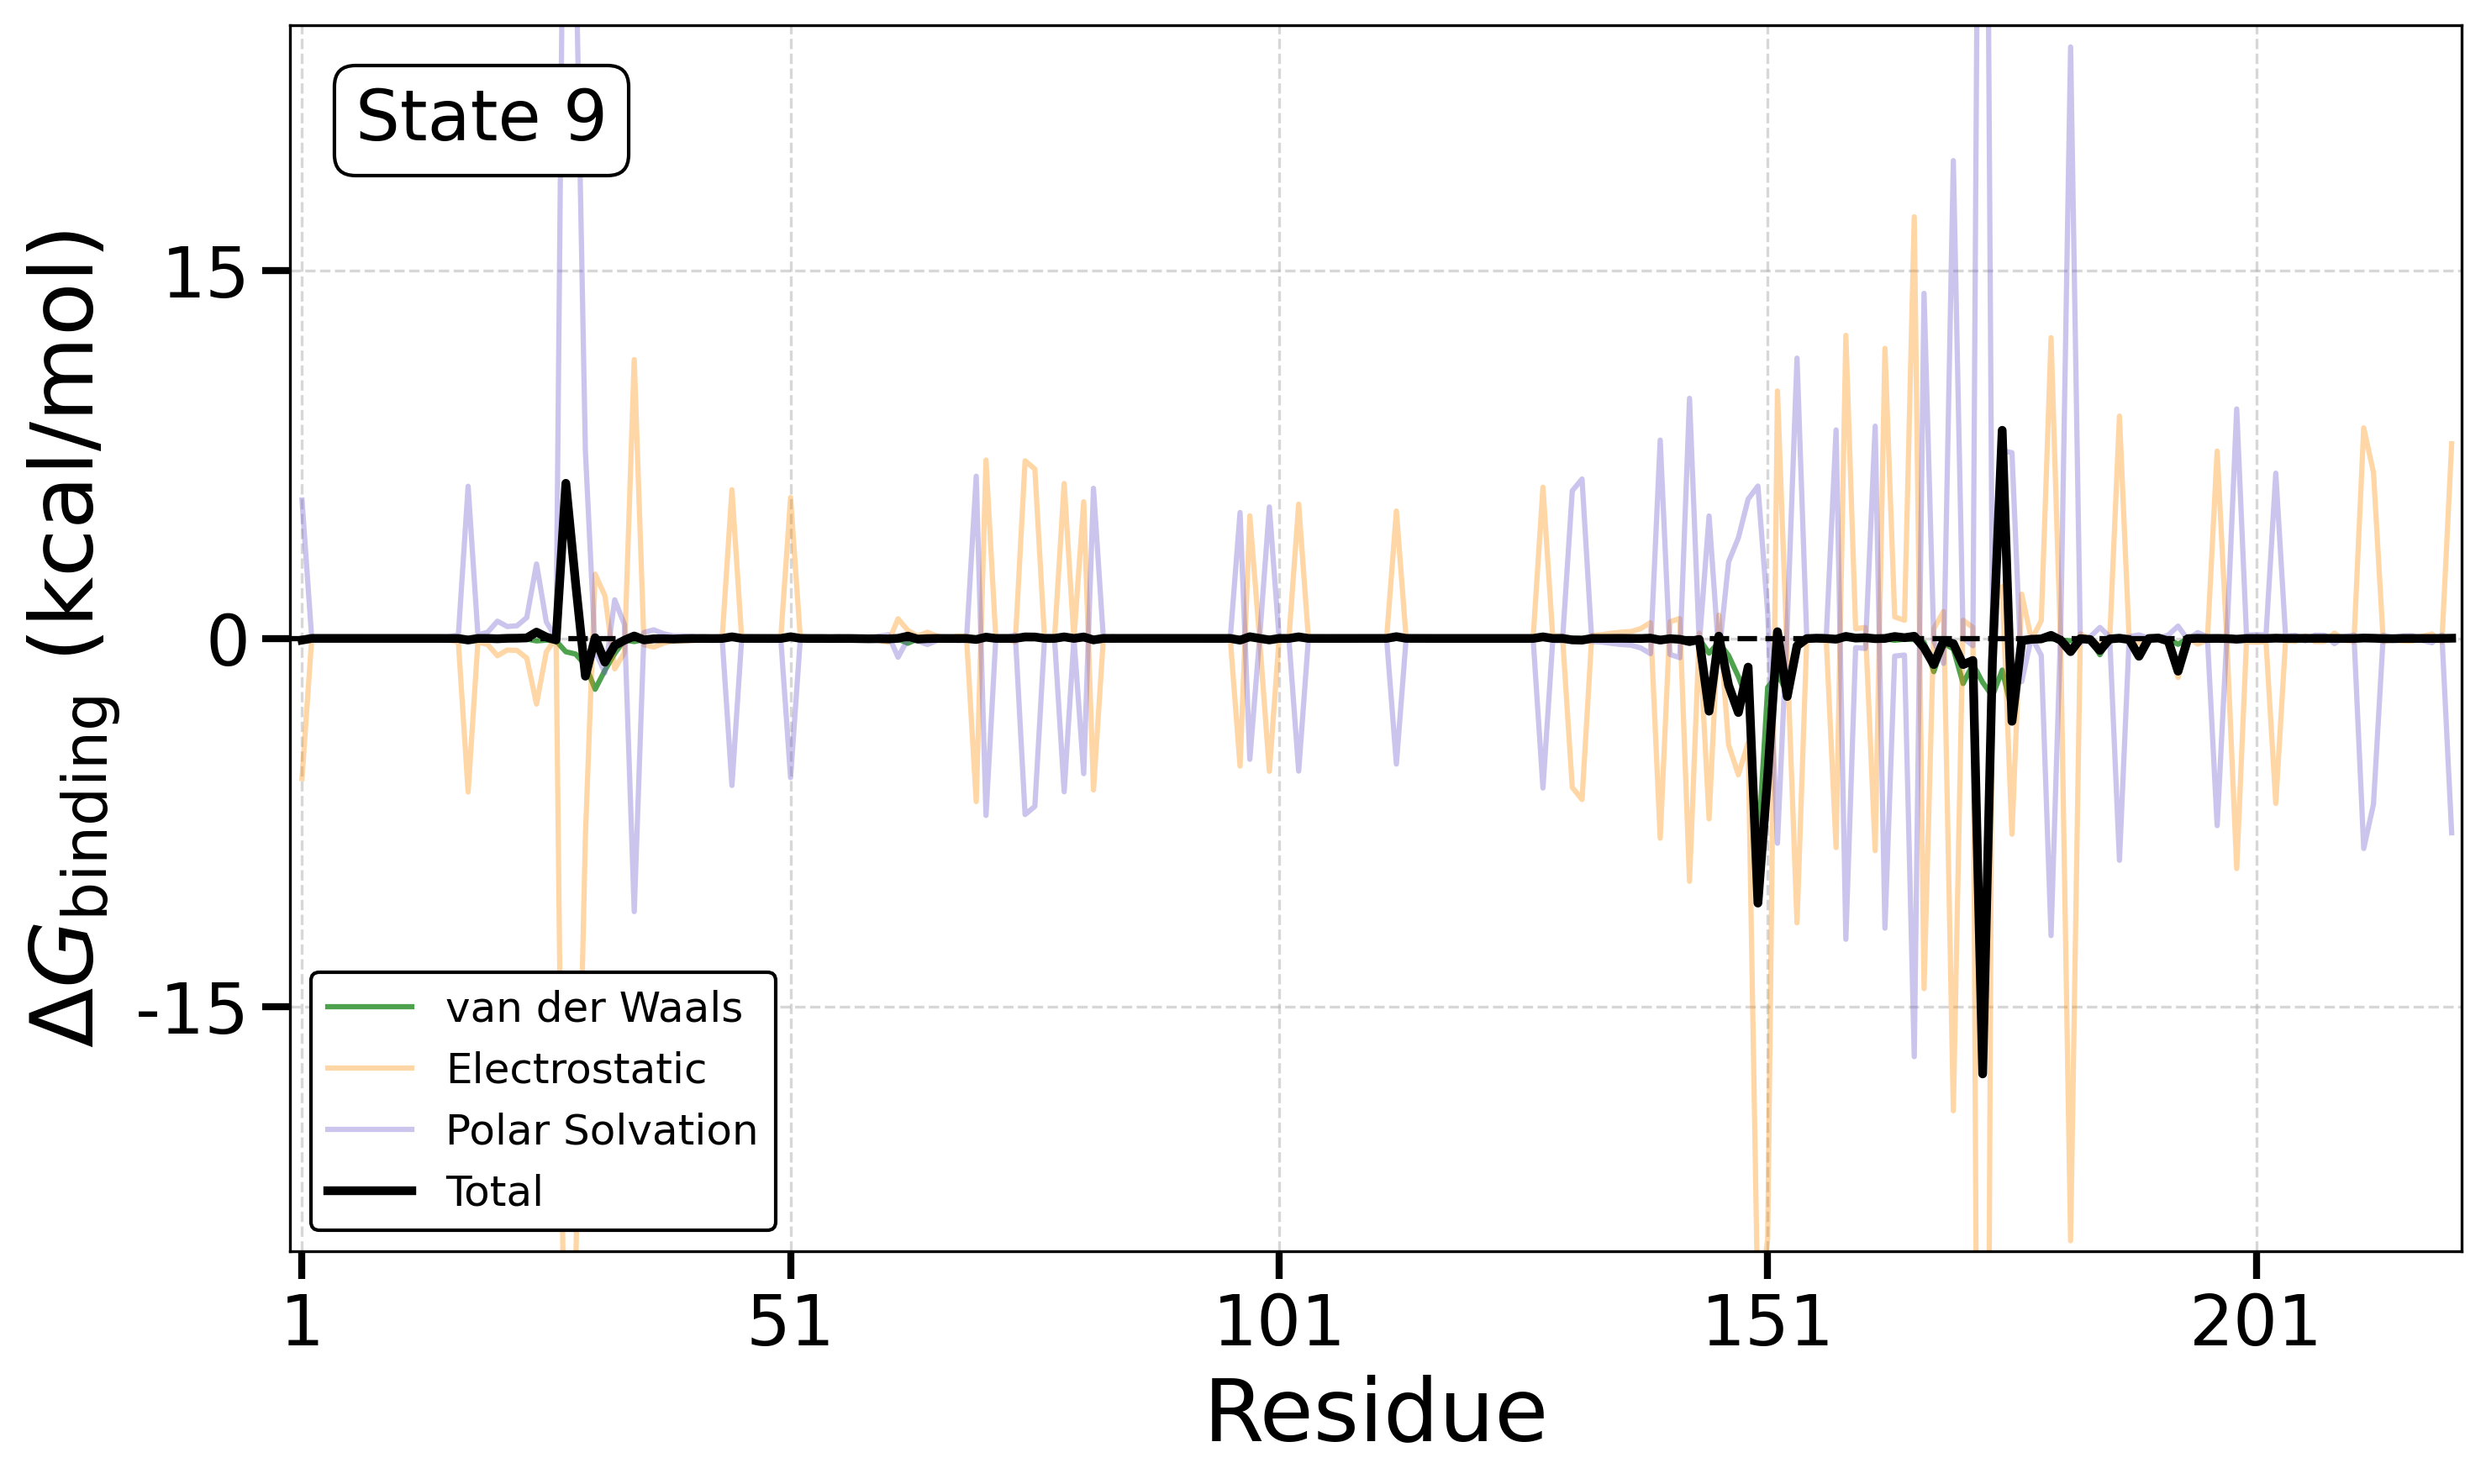 State 9
ΔGbinding (kcal/mol)
15
0
-15
van der Waals
Electrostatic
Polar Solvation
Total
1 51 101 151 201
Residue